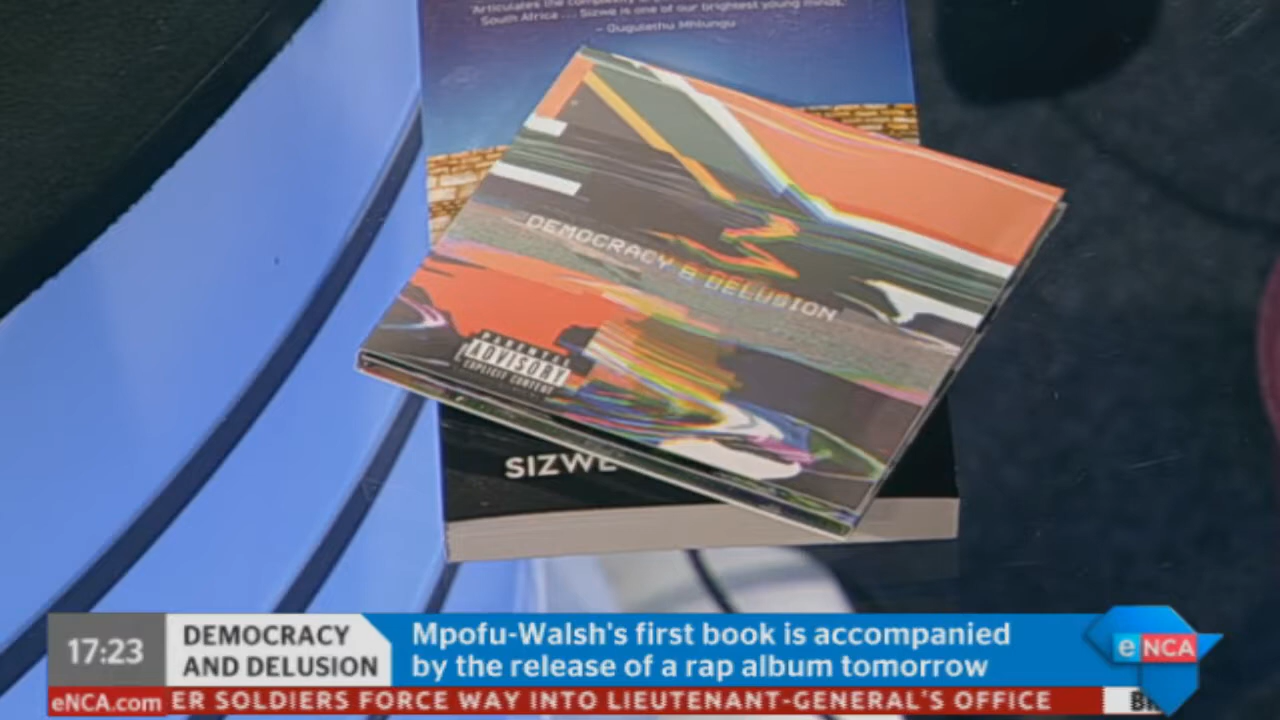 'Articulates the complexity
South Africa ... Sizwe is one of our brightest young minds.'
– Gugulethu Mhlungu
DEMOCRACY & DELUSION
PARENTAL
ADVISORY
EXPLICIT CONTENT
SIZWE
17:23
DEMOCRACY
AND DELUSION
Mpofu-Walsh's first book is accompanied
by the release of a rap album tomorrow
eNCA
eNCA.com ER SOLDIERS FORCE WAY INTO LIEUTENANT-GENERAL'S OFFICE